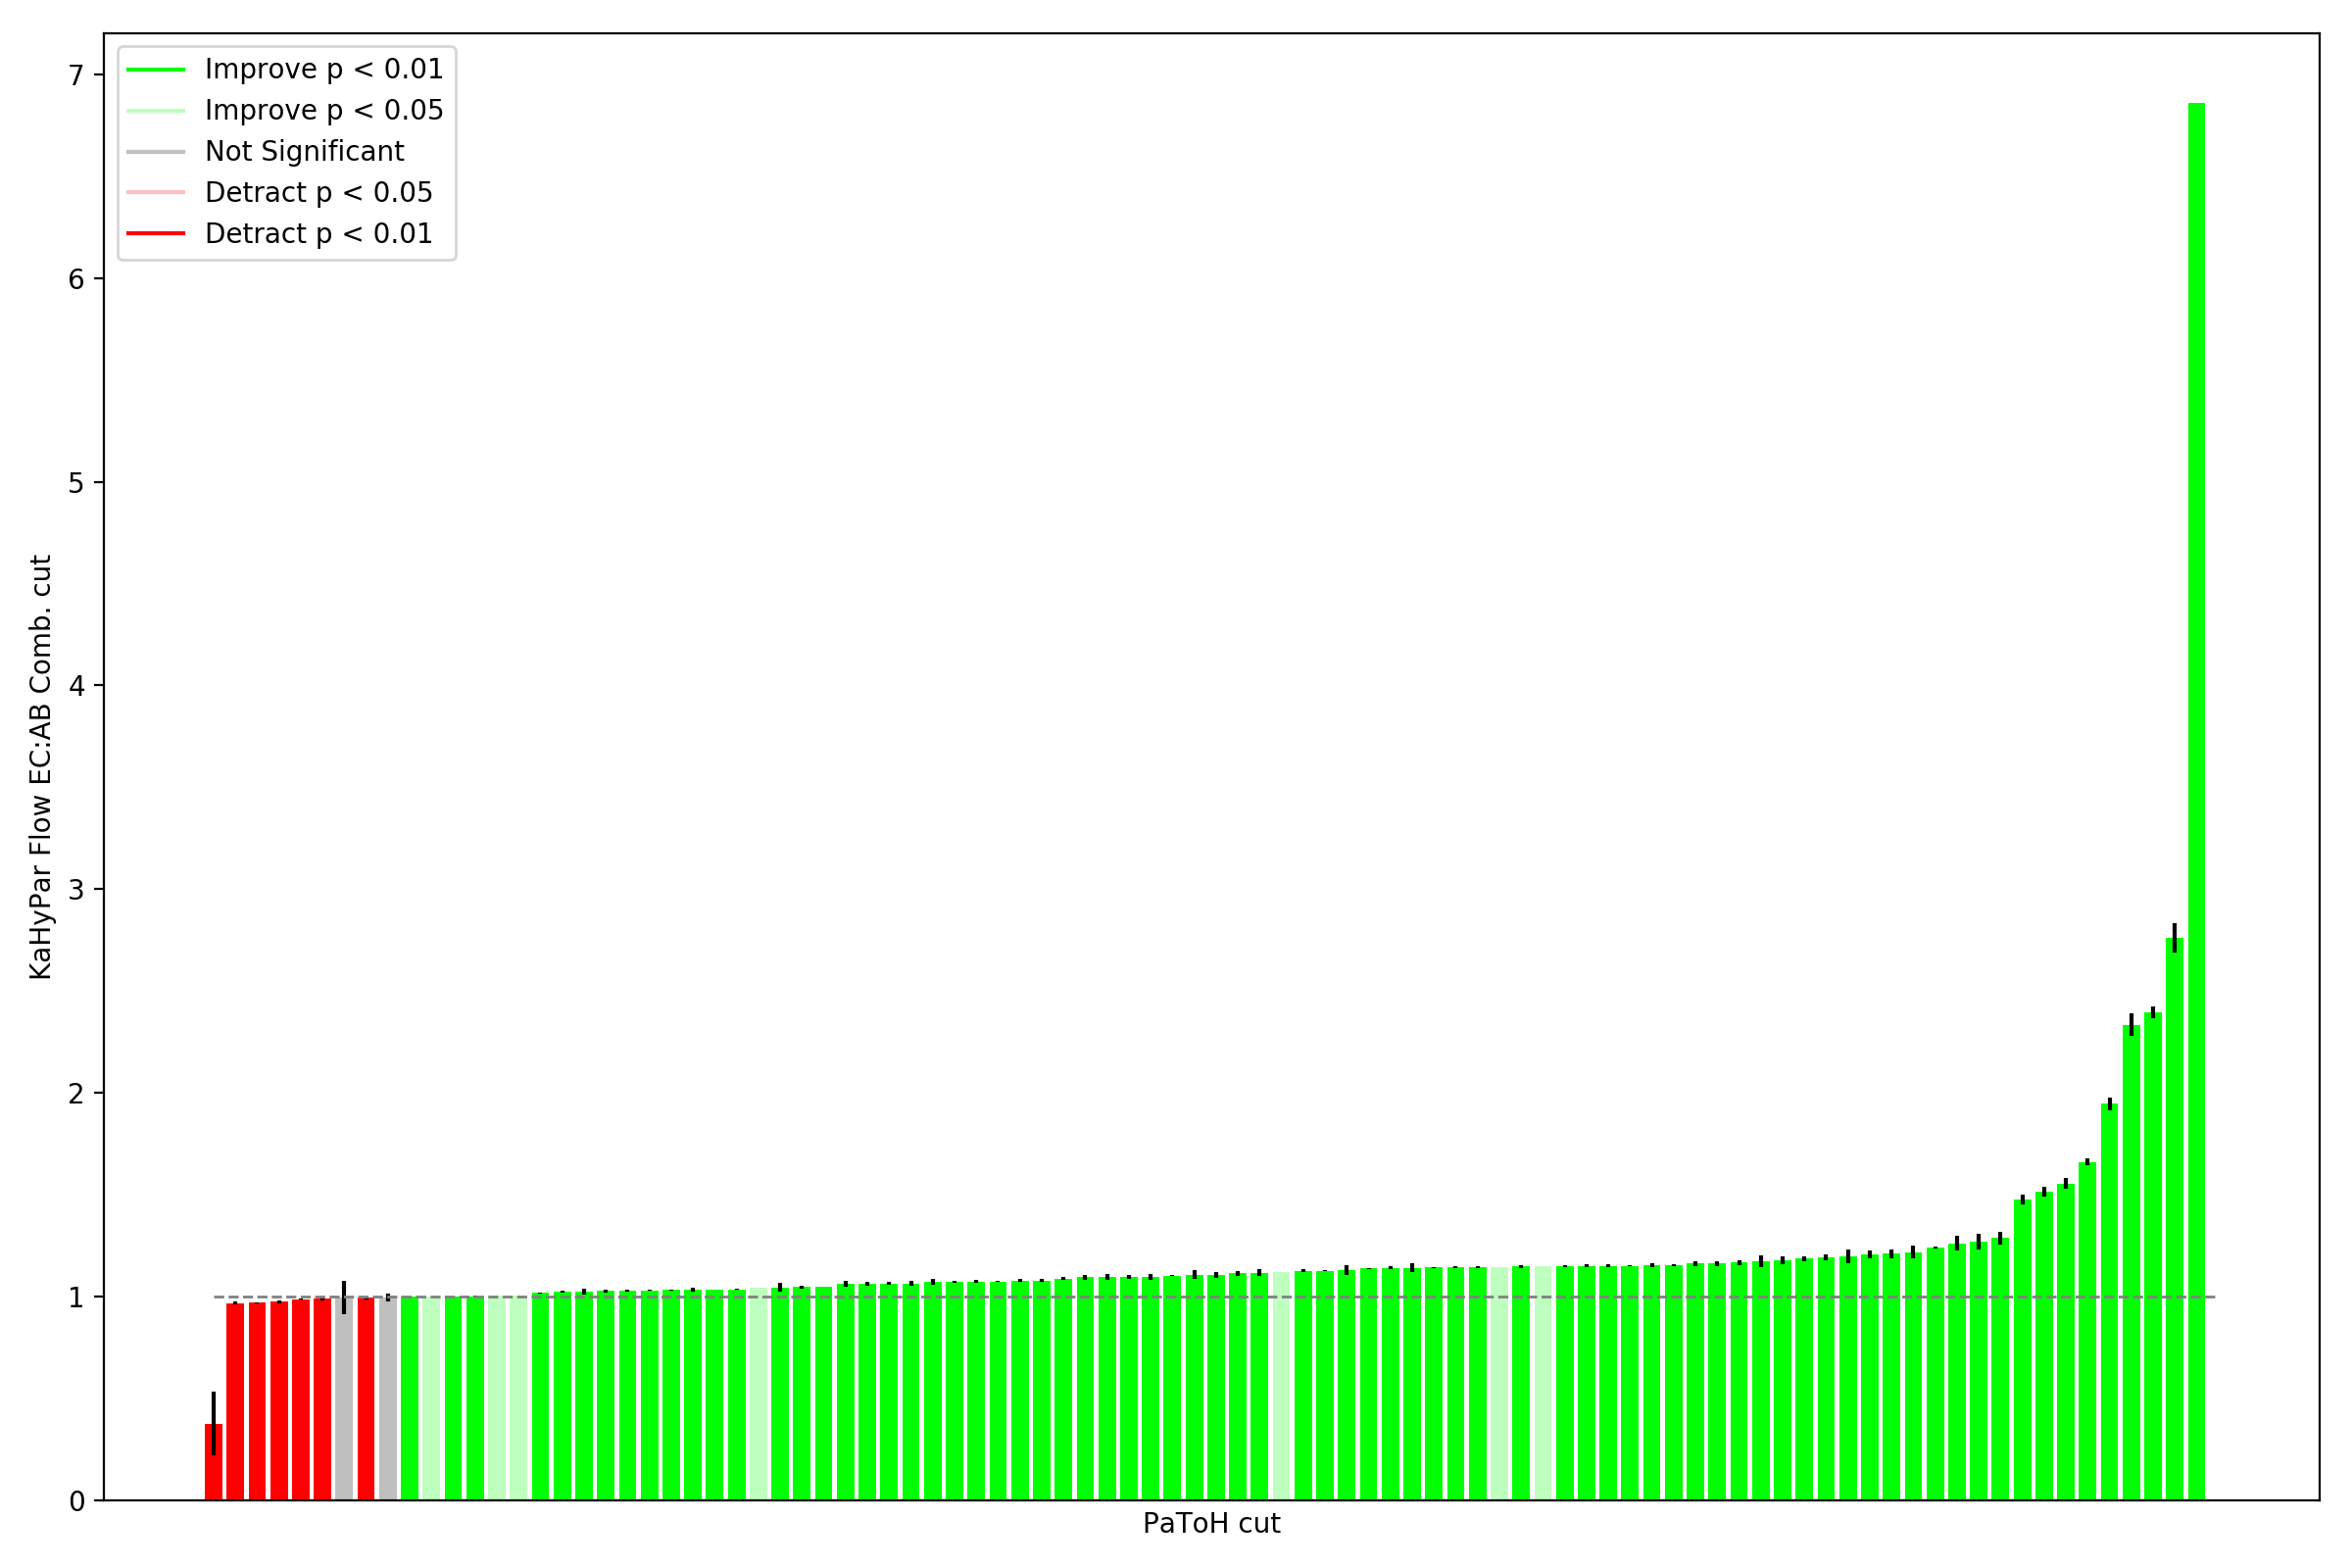 Improve p < 0.01
Improve p < 0.05
Not Significant
Detract p < 0.05
Detract p < 0.01
7
6
5
4
3
2
1
0
KaHyPar Flow EC:AB Comb. cut
PaToH cut